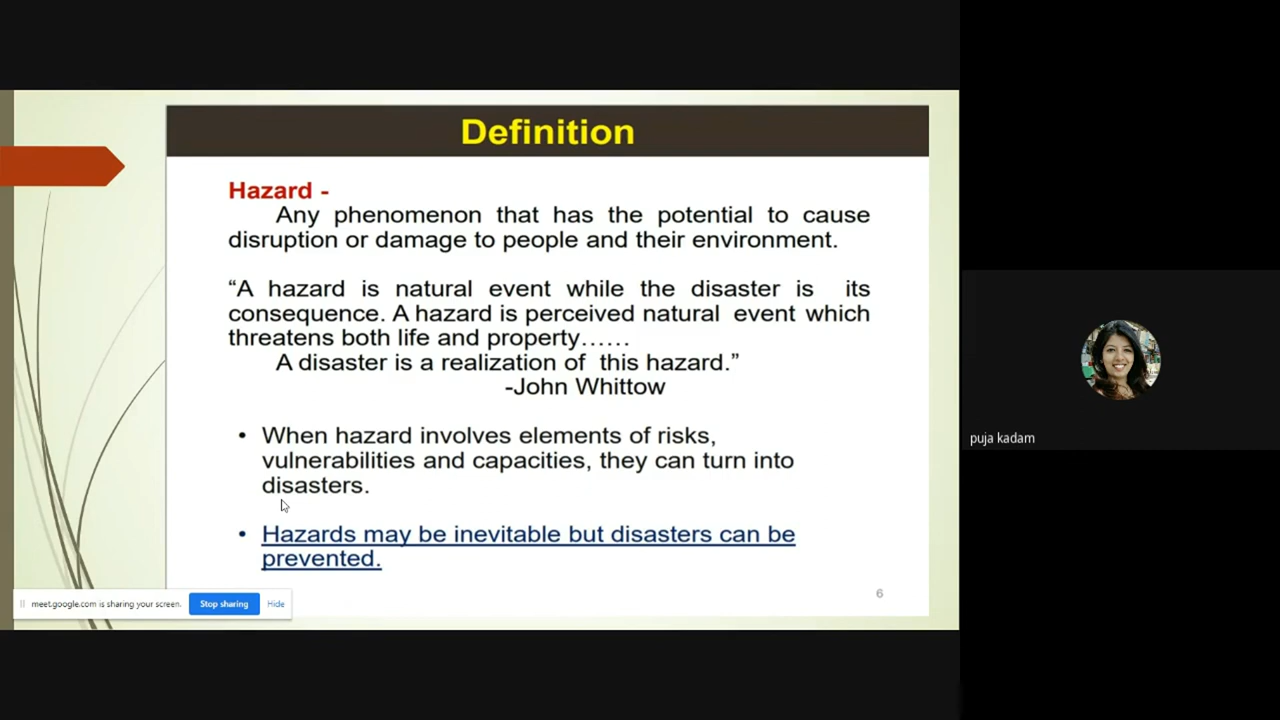 Definition
Hazard -
Any phenomenon that has the potential to cause
disruption or damage to people and their environment.
“A hazard is natural event while the disaster is its
consequence. A hazard is perceived natural event which
threatens both life and property……
A disaster is a realization of this hazard.”
-John Whittow
• When hazard involves elements of risks,
vulnerabilities and capacities, they can turn into
disasters.
• Hazards may be inevitable but disasters can be
prevented.
6
meet.google.com is sharing your screen. Stop sharing Hide
puja kadam